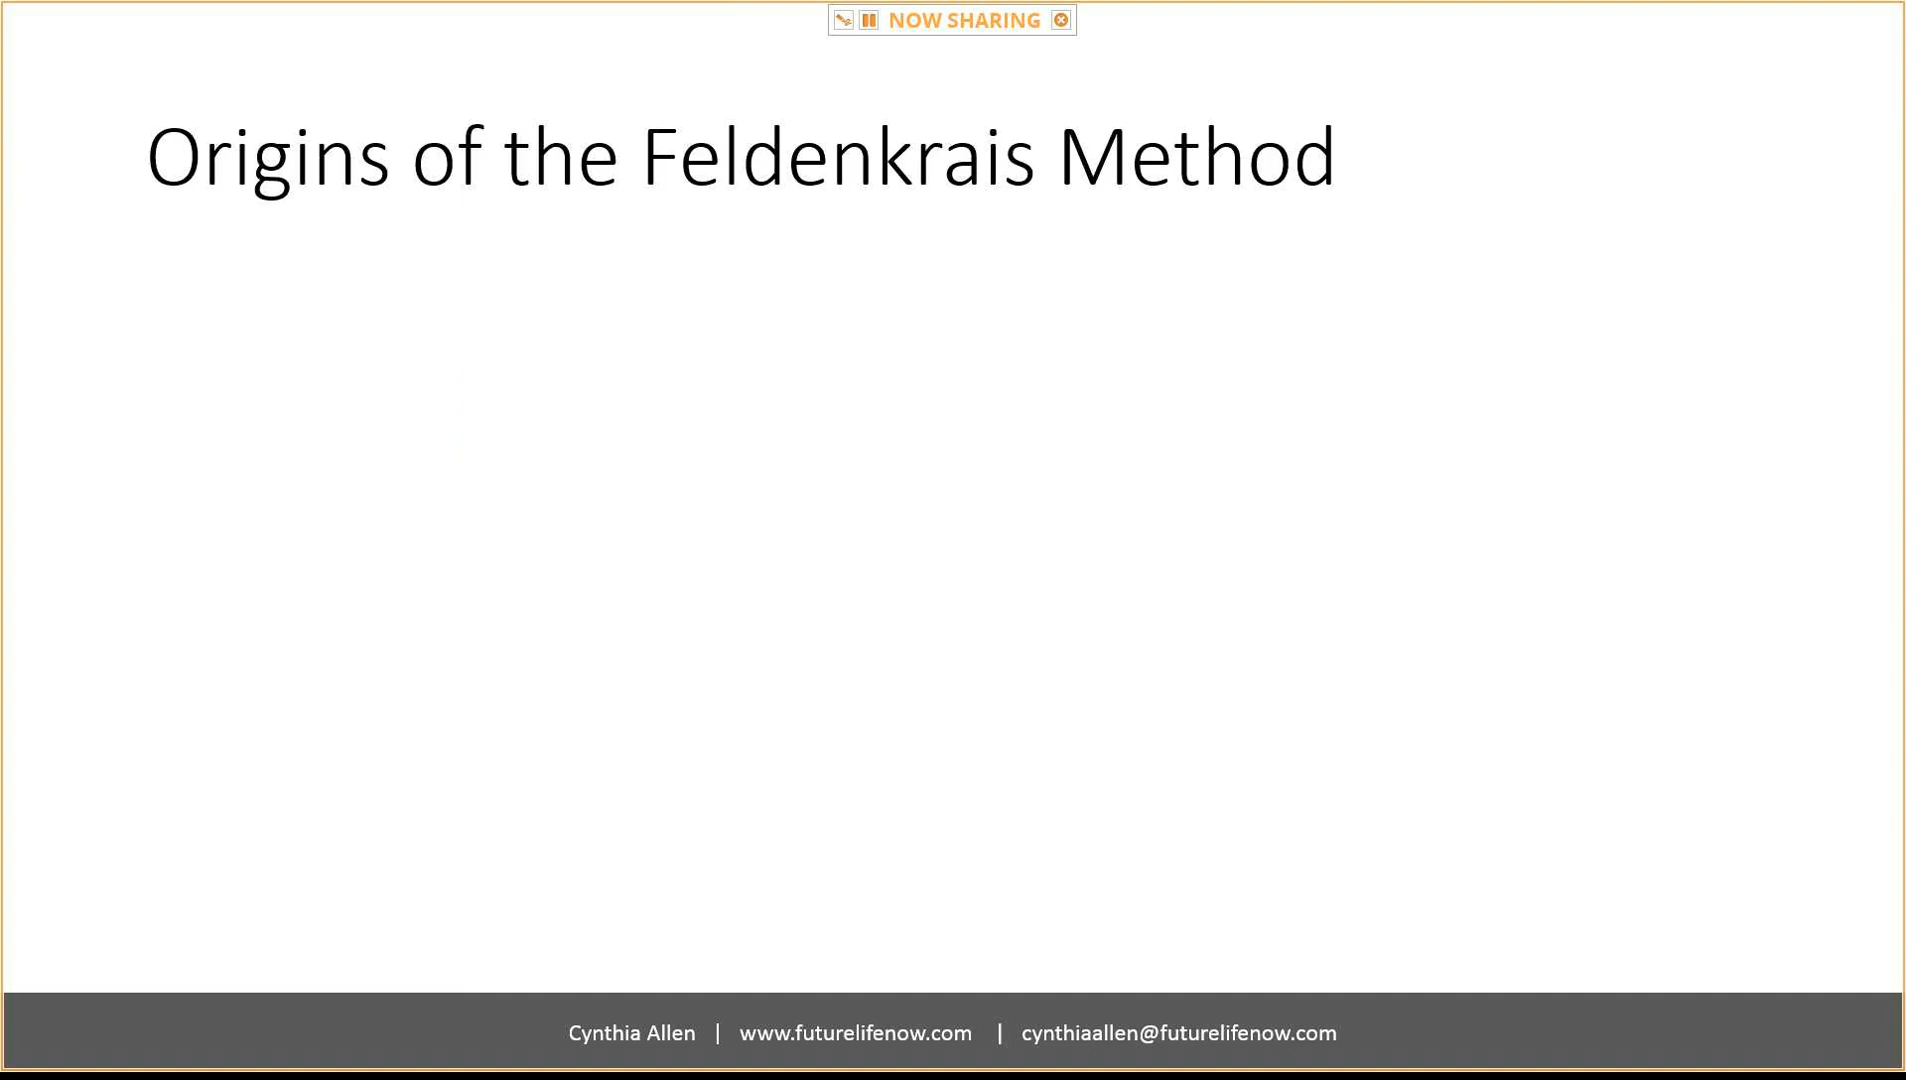 NOW SHARING
Origins of the Feldenkrais Method
Cynthia Allen | www.futurelifenow.com | cynthiaallen@futurelifenow.com